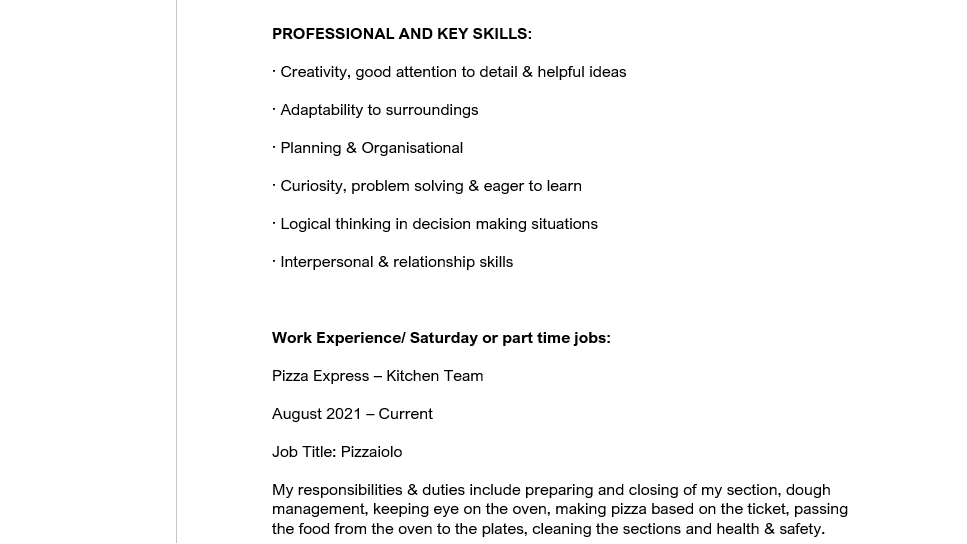 PROFESSIONAL AND KEY SKILLS:
· Creativity, good attention to detail & helpful ideas
· Adaptability to surroundings
· Planning & Organisational
· Curiosity, problem solving & eager to learn
· Logical thinking in decision making situations
· Interpersonal & relationship skills
Work Experience/ Saturday or part time jobs:
Pizza Express – Kitchen Team
August 2021 – Current
Job Title: Pizzaiolo
My responsibilities & duties include preparing and closing of my section, dough
management, keeping eye on the oven, making pizza based on the ticket, passing
the food from the oven to the plates, cleaning the sections and health & safety.